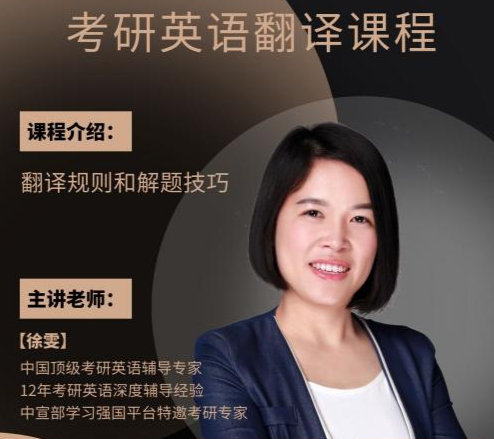 考研英语翻译课程
课程介绍：
翻译规则和解题技巧
主讲老师：
【徐雯】
中国顶级考研英语辅导专家
12年考研英语深度辅导经验
中宣部学习强国平台特邀考研专家